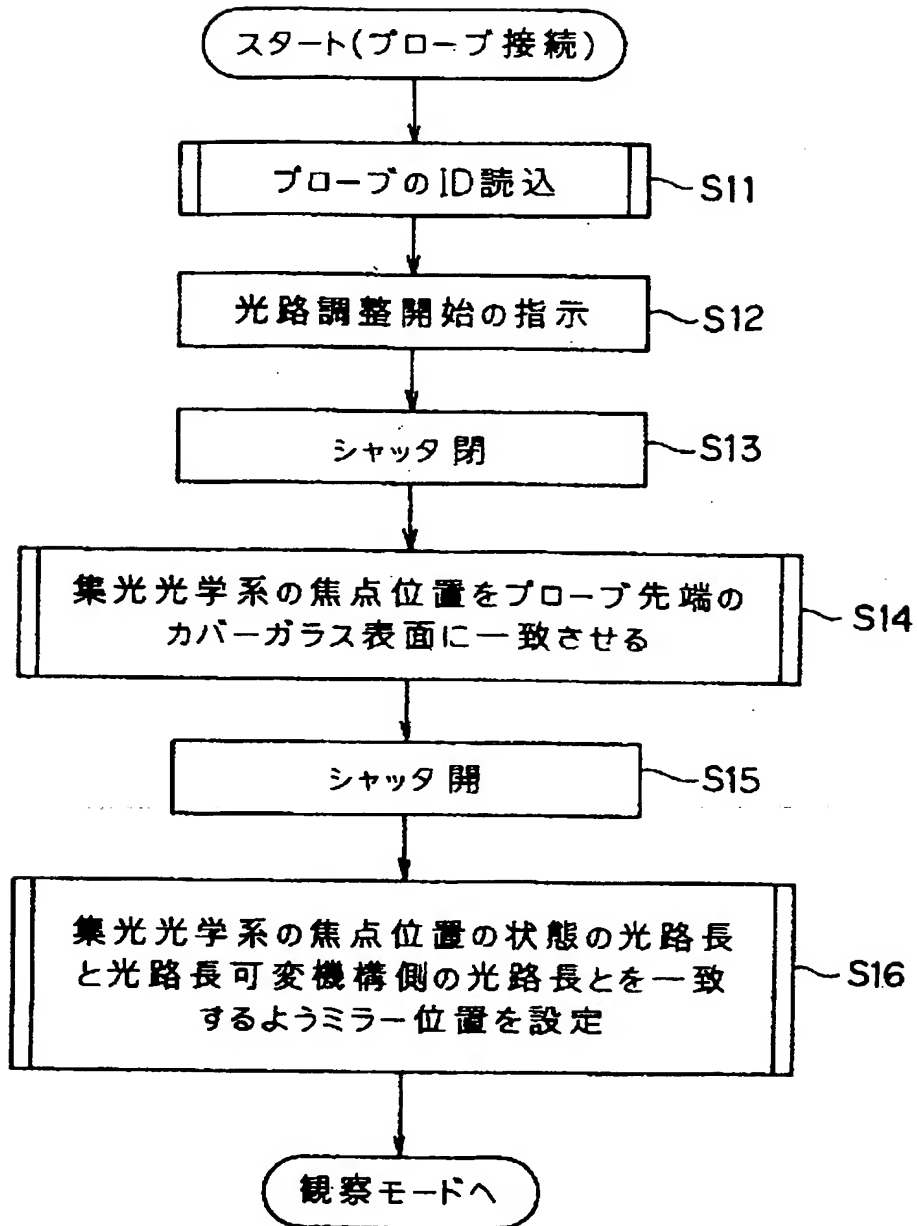 スタート(プローブ接続)
プローブのID読込
S11
光路調整開始の指示
S12
シャッタ閉
S13
集光光学系の焦点位置をプローブ先端の
カバーガラス表面に一致させる
S14
シャッタ開
S15
集光光学系の焦点位置の状態の光路長
と光路長可変機構側の光路長とを一致
するようミラー位置を設定
S16
観察モードへ